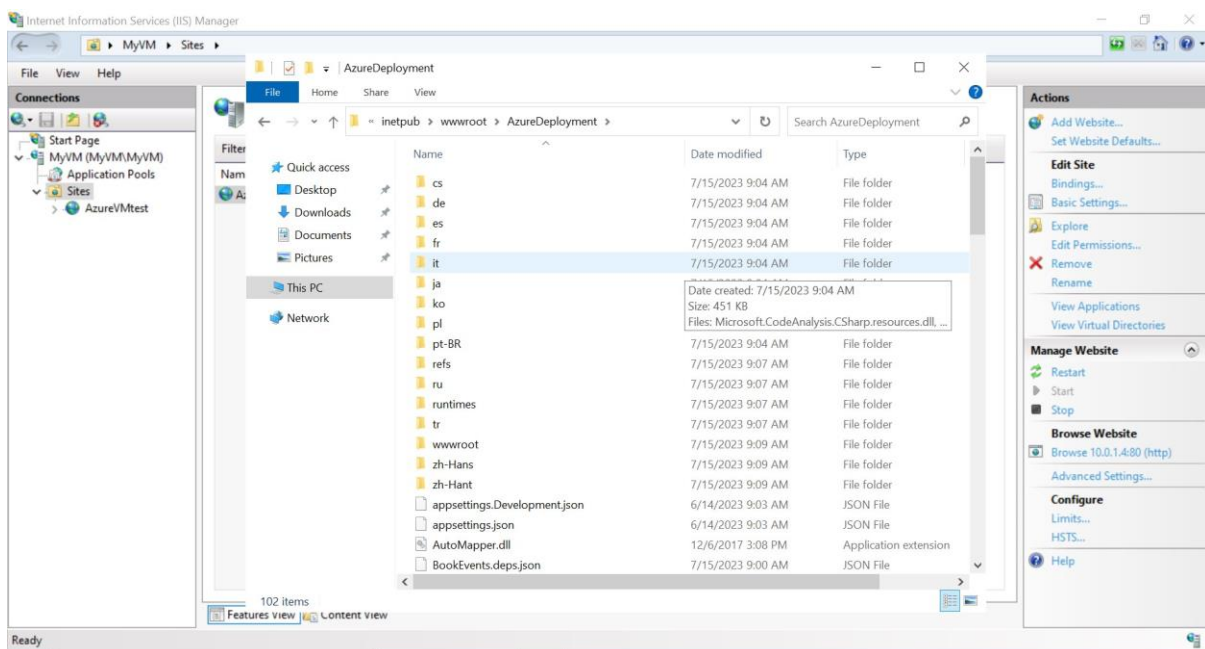 Internet Information Services (IIS) Manager
MyVM Sites
File View Help
Connections
Start Page
MyVM (MyVM\MyVM)
Application Pools
Sites
AzureVMtest
Filter
Nam
AzureDeployment
File Home Share View
inetpub > wwwroot > AzureDeployment >
Search AzureDeployment
Quick access
Desktop
Downloads
Documents
Pictures
This PC
Network
Name Date modified Type
cs 7/15/2023 9:04 AM File folder
de 7/15/2023 9:04 AM File folder
es 7/15/2023 9:04 AM File folder
fr 7/15/2023 9:04 AM File folder
it 7/15/2023 9:04 AM File folder
ja
ko
pl
Date created: 7/15/2023 9:04 AM
Size: 451 KB
Files: Microsoft.CodeAnalysis.CSharp.resources.dll, ...
pt-BR 7/15/2023 9:04 AM File folder
refs 7/15/2023 9:07 AM File folder
ru 7/15/2023 9:07 AM File folder
runtimes 7/15/2023 9:07 AM File folder
tr 7/15/2023 9:07 AM File folder
wwwroot 7/15/2023 9:09 AM File folder
zh-Hans 7/15/2023 9:09 AM File folder
zh-Hant 7/15/2023 9:09 AM File folder
appsettings.Development.json 6/14/2023 9:03 AM JSON File
appsettings.json 6/14/2023 9:03 AM JSON File
AutoMapper.dll 12/6/2017 3:08 PM Application extension
BookEvents.deps.json 7/15/2023 9:00 AM JSON File
102 items
Features View Content View
Ready
Actions
Add Website...
Set Website Defaults...
Edit Site
Bindings...
Basic Settings...
Explore
Edit Permissions...
Remove
Rename
View Applications
View Virtual Directories
Manage Website
Restart
Start
Stop
Browse Website
Browse 10.0.1.4:80 (http)
Advanced Settings...
Configure
Limits...
HSTS...
Help